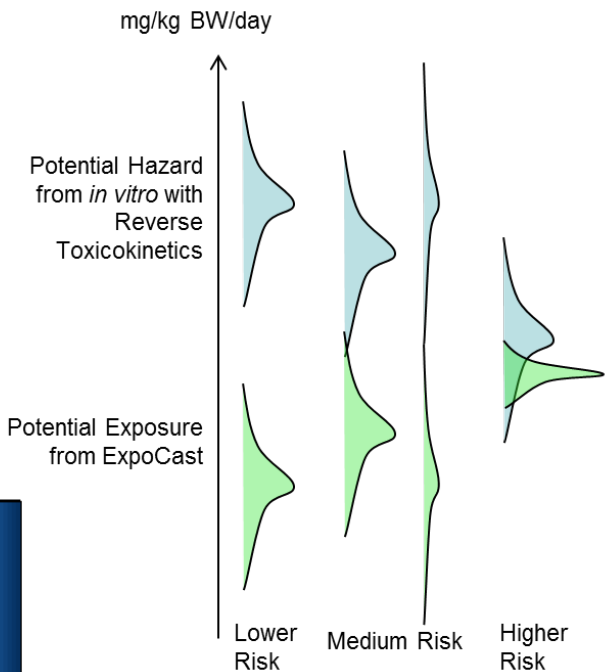 mg/kg BW/day
Potential Hazard
from in vitro with
Reverse
Toxicokinetics
Potential Exposure
from ExpoCast
Lower
Risk
Medium Risk
Higher
Risk